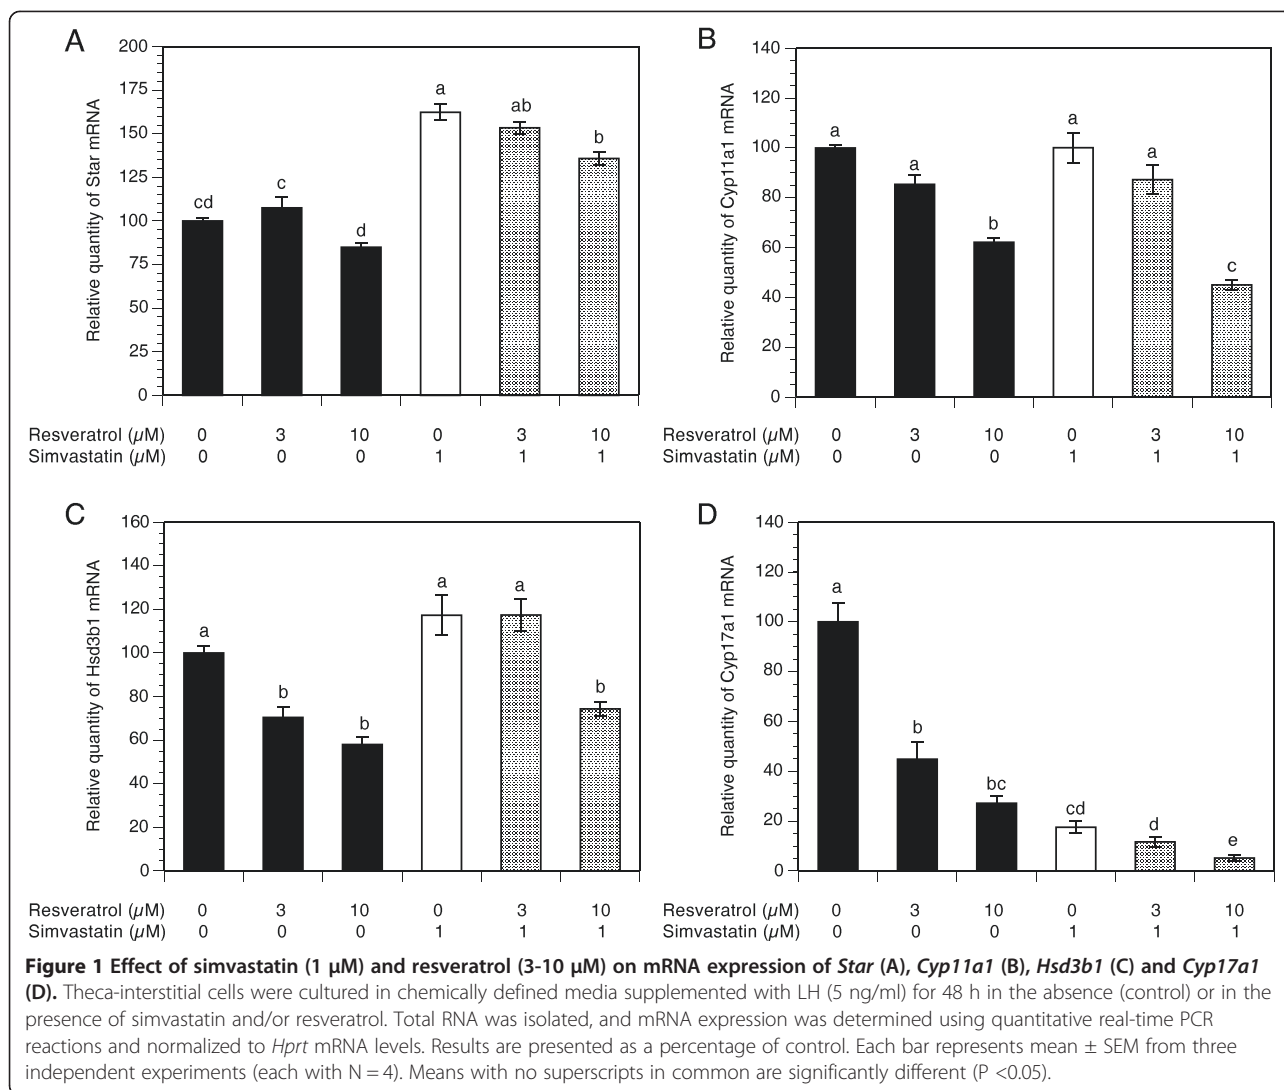 A
Relative quantity of Star mRNA
200
175
150
125
100
75
50
25
0
cd
c
d
a
ab
b
Resveratrol (µM) 0 3 10 0 3 10
Simvastatin (µM) 0 0 0 1 1 1
B
Relative quantity of Cyp11a1 mRNA
140
120
100
80
60
40
20
0
a
a
b
a
a
c
Resveratrol (µM) 0 3 10 0 3 10
Simvastatin (µM) 0 0 0 1 1 1
C
Relative quantity of Hsd3b1 mRNA
160
140
120
100
80
60
40
20
0
a
b
b
a
a
b
Resveratrol (µM) 0 3 10 0 3 10
Simvastatin (µM) 0 0 0 1 1 1
D
Relative quantity of Cyp17a1 mRNA
140
120
100
80
60
40
20
0
a
b
bc
cd
d
e
Resveratrol (µM) 0 3 10 0 3 10
Simvastatin (µM) 0 0 0 1 1 1
Figure 1 Effect of simvastatin (1 µM) and resveratrol (3-10 µM) on mRNA expression of Star (A), Cyp11a1 (B), Hsd3b1 (C) and Cyp17a1
(D). Theca-interstitial cells were cultured in chemically defined media supplemented with LH (5 ng/ml) for 48 h in the absence (control) or in the
presence of simvastatin and/or resveratrol. Total RNA was isolated, and mRNA expression was determined using quantitative real-time PCR
reactions and normalized to Hprt mRNA levels. Results are presented as a percentage of control. Each bar represents mean ± SEM from three
independent experiments (each with N = 4). Means with no superscripts in common are significantly different (P <0.05).